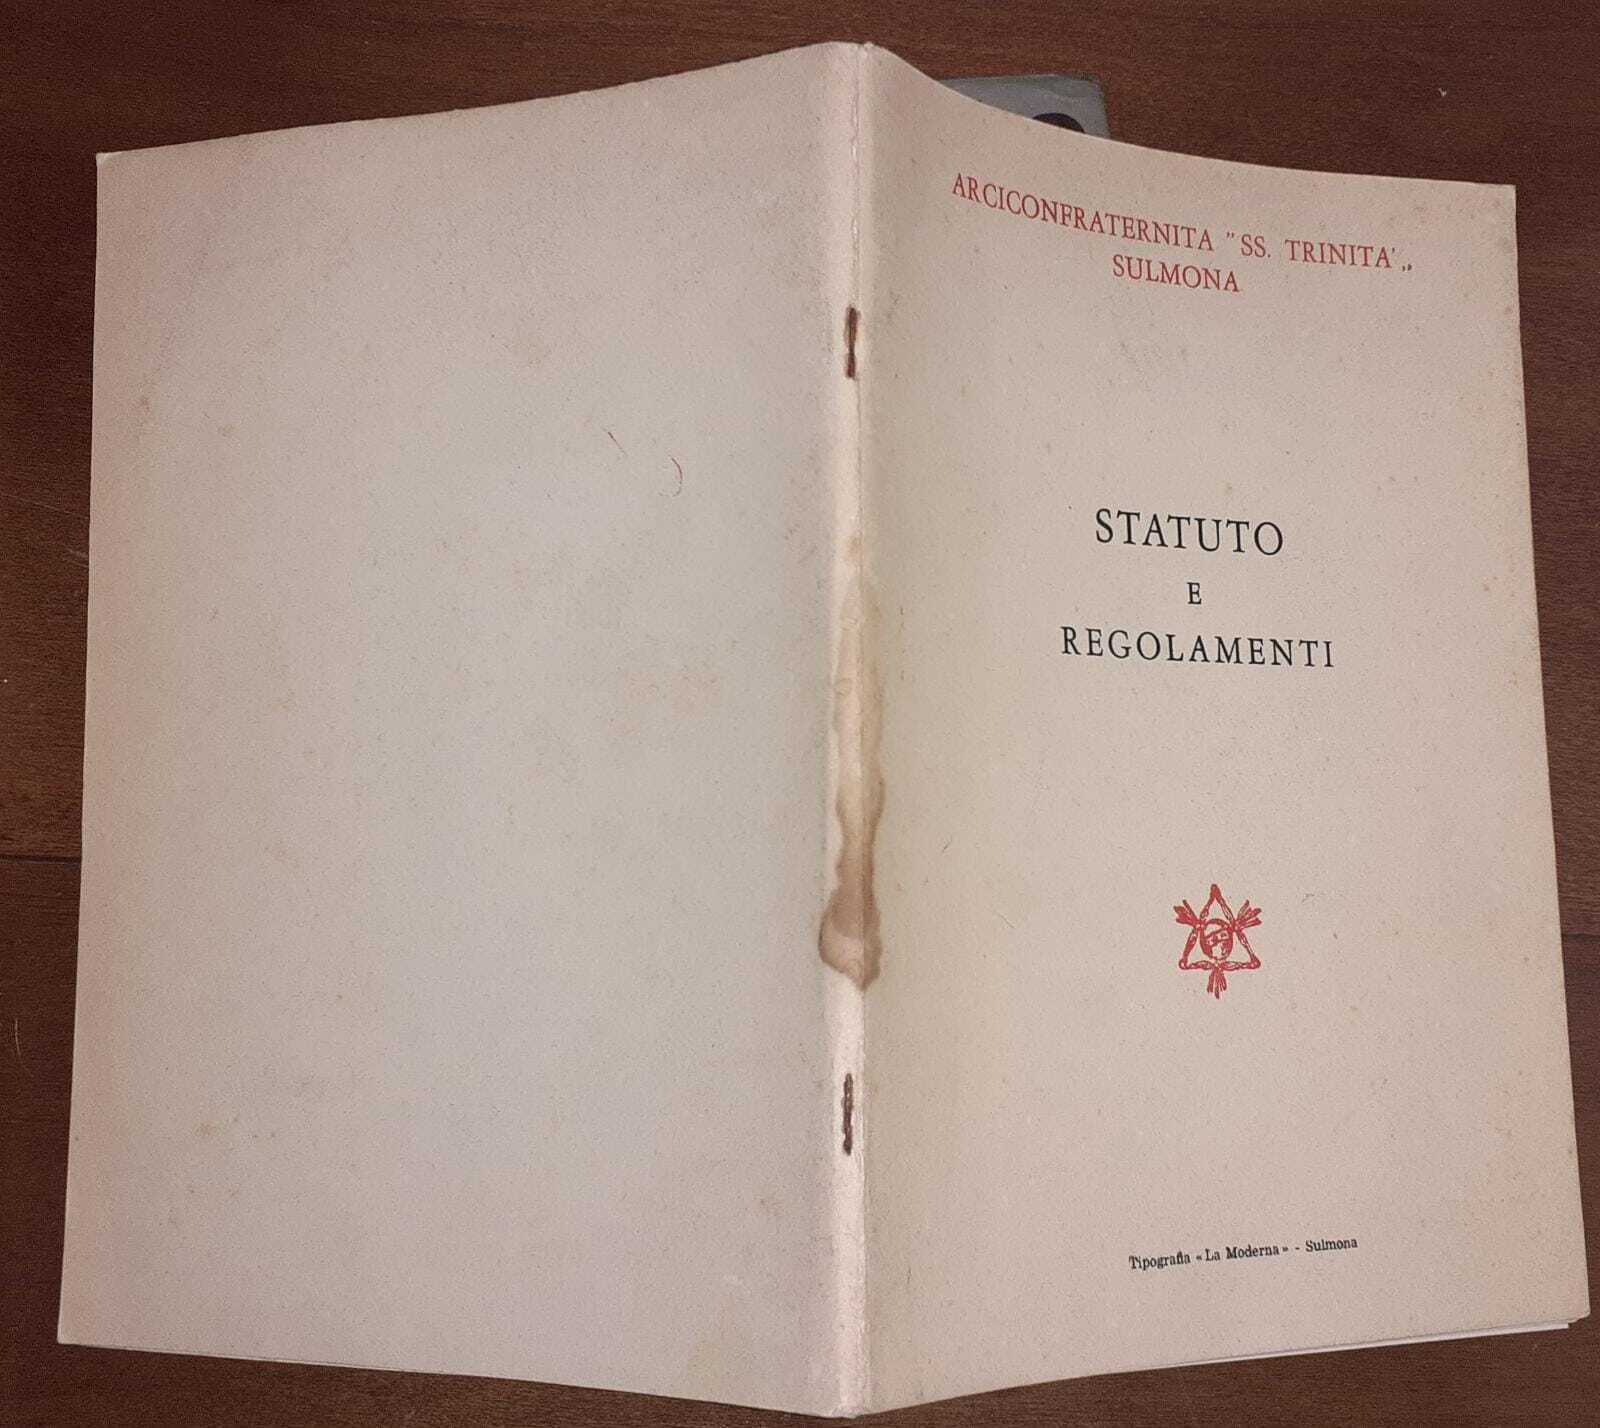 ARCICONFRATERNITA " SS. TRINITA' „
SULMONA
STATUTO
E
REGOLAMENTI
Tipografia «La Moderna» - Sulmona